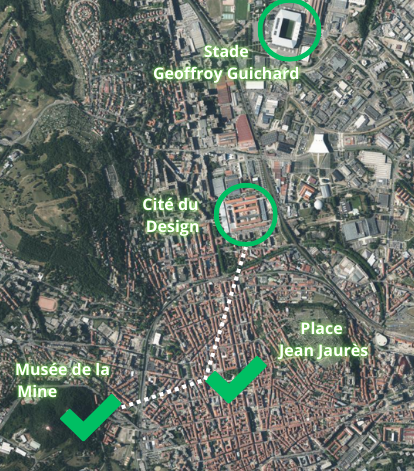 Stade
Geoffroy Guichard
Cité du
Design
Place
Jean Jaurès
Musée de la
Mine